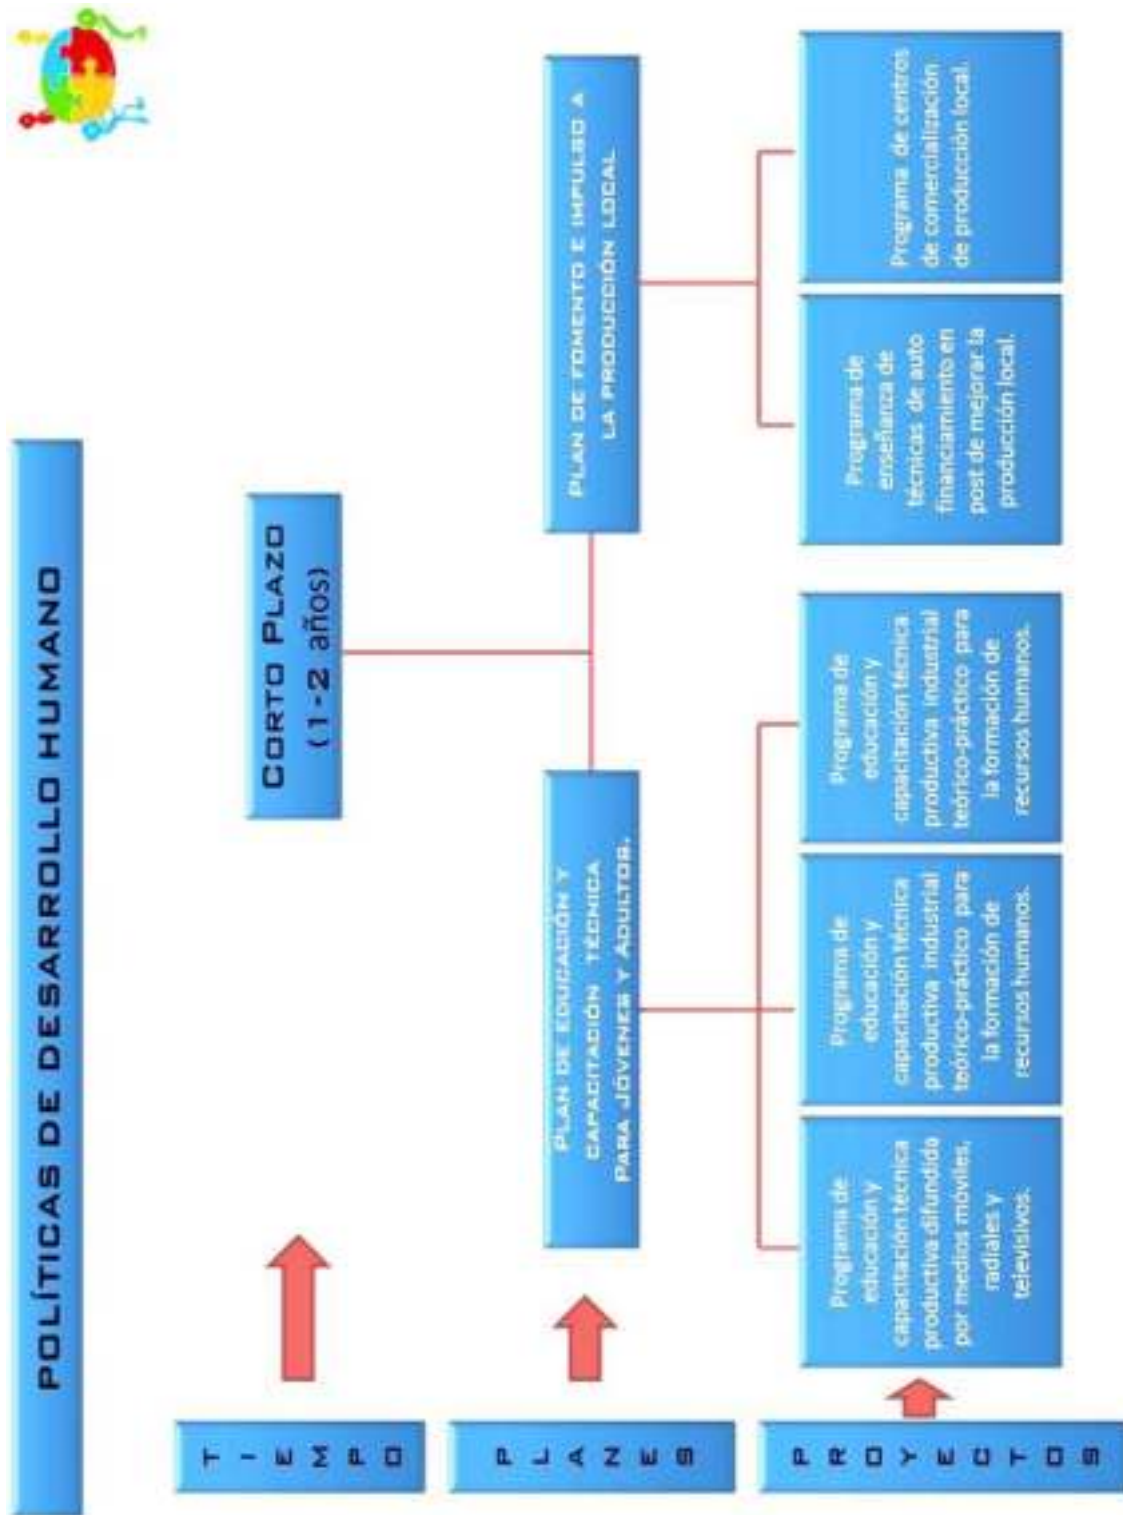 POLÍTICAS DE DESARROLLO HUMANO
TIEMPO
CORTO PLAZO
(1-2 años)
PLANES
PLAN DE EDUCACIÓN Y
CAPACITACIÓN TÉCNICA
PARA JÓVENES Y ADULTOS.
PLAN DE FOMENTO E IMPULSO A
LA PRODUCCIÓN LOCAL
PROYECTOS
Programa de
educación y
capacitación técnica
productiva difundido
por medios móviles,
radiales y
televisivos.
Programa de
educación y
capacitación técnica
productiva industrial
teórico-práctico para
la formación de
recursos humanos.
Programa de
educación y
capacitación técnica
productiva industrial
teórico-práctico para
la formación de
recursos humanos.
Programa de
enseñanza de
técnicas de auto
financiamiento en
post de mejorar la
producción local.
Programa de centros
de comercialización
de producción local.